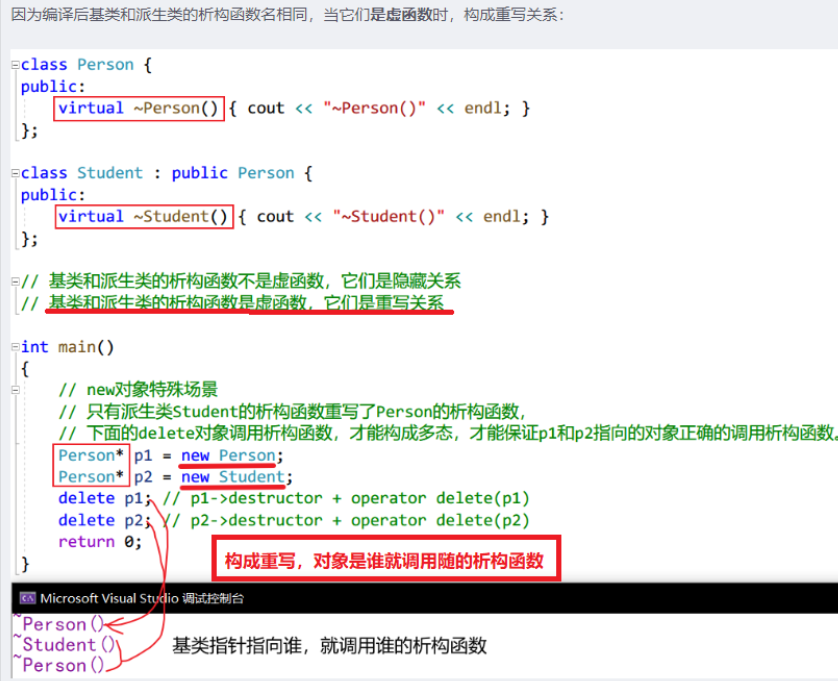 因为编译后基类和派生类的析构函数名相同，当它们是虚函数时，构成重写关系：
class Person {
public:
virtual ~Person() { cout << "~Person()" << endl; }
};
class Student : public Person {
public:
virtual ~Student() { cout << "~Student()" << endl; }
};
// 基类和派生类的析构函数不是虚函数，它们是隐藏关系
// 基类和派生类的析构函数是虚函数，它们是重写关系
int main()
{
// new对象特殊场景
// 只有派生类Student的析构函数重写了Person的析构函数，
// 下面的delete对象调用析构函数，才能构成多态，才能保证p1和p2指向的对象正确的调用析构函数。
Person* p1 = new Person;
Person* p2 = new Student;
delete p1; // p1->destructor + operator delete(p1)
delete p2; // p2->destructor + operator delete(p2)
return 0;
构成重写，对象是谁就调用随的析构函数
}
Microsoft Visual Studio 调试控制台
~Person()
~Student()
基类指针指向谁，就调用谁的析构函数
~Person()